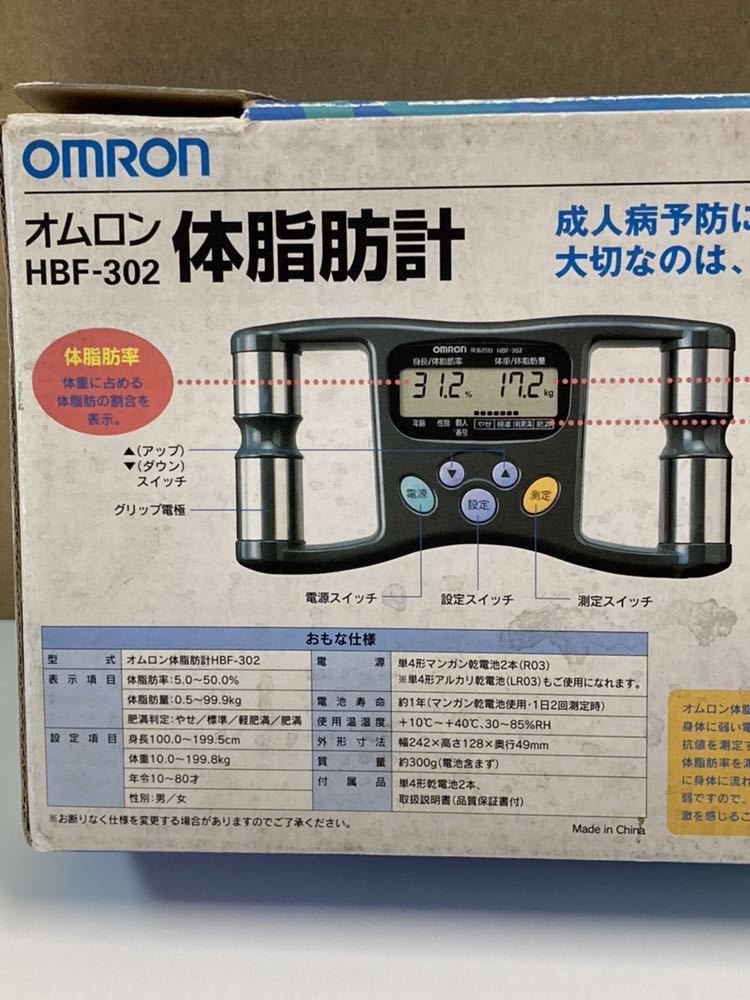 OMRON
オムロン
HBF-302
体脂肪計
成人病予防に
大切なのは、
体脂肪率
体重に占める
体脂肪の割合を
表示。
OMRON 体脂肪計 HBF-302
身長/体脂肪率 体重/体脂肪量
31.2 % 17.2 kg
年齢 性別 個人番号 やせ 標準 軽肥満 肥満
▲(アップ)
▼(ダウン)
スイッチ
グリップ電極
▼ ▲
電源 設定 測定
電源スイッチ 設定スイッチ 測定スイッチ
おもな仕様
型式 オムロン体脂肪計HBF-302
表示項目 体脂肪率:5.0〜50.0%
体脂肪量:0.5〜99.9kg
肥満判定:やせ/標準/軽肥満/肥満
設定項目 身長100.0〜199.5cm
体重10.0〜199.8kg
年令10〜80才
性別:男/女
電源 単4形マンガン乾電池2本(R03)
※単4形アルカリ乾電池(LR03)もご使用になれます。
電池寿命 約1年(マンガン乾電池使用・1日2回測定時)
使用温湿度 +10℃〜+40℃、30〜85%RH
外形寸法 幅242×高さ128×奥行49mm
質量 約300g(電池含まず)
付属品 単4形乾電池2本、
取扱説明書(品質保証書付)
※お断りなく仕様を変更する場合がありますのでご了承ください。
Made in China
オムロン体脂
身体に弱い電
抗値を測定す
体脂肪率を測
に身体に流れ
弱ですので、
激を感じるこ